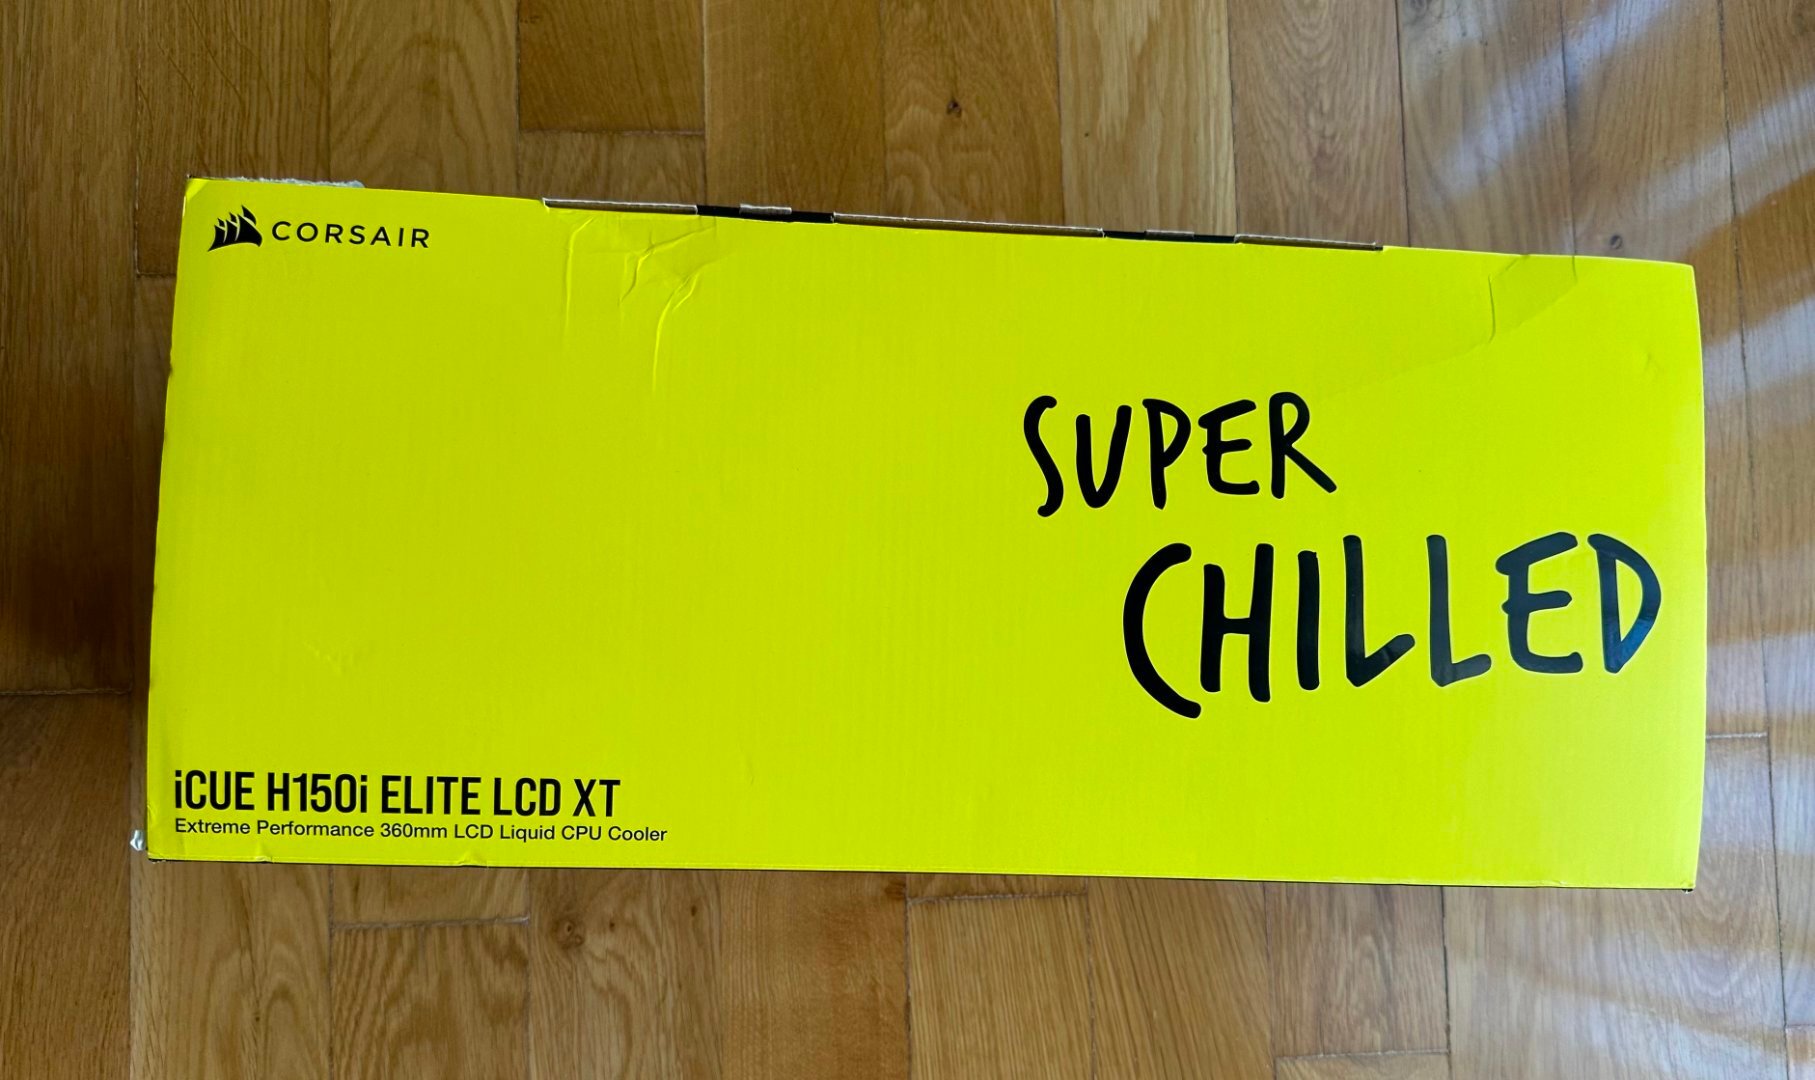 CORSAIR
SUPER
CHILLED
iCUE H150i ELITE LCD XT
Extreme Performance 360mm LCD Liquid CPU Cooler